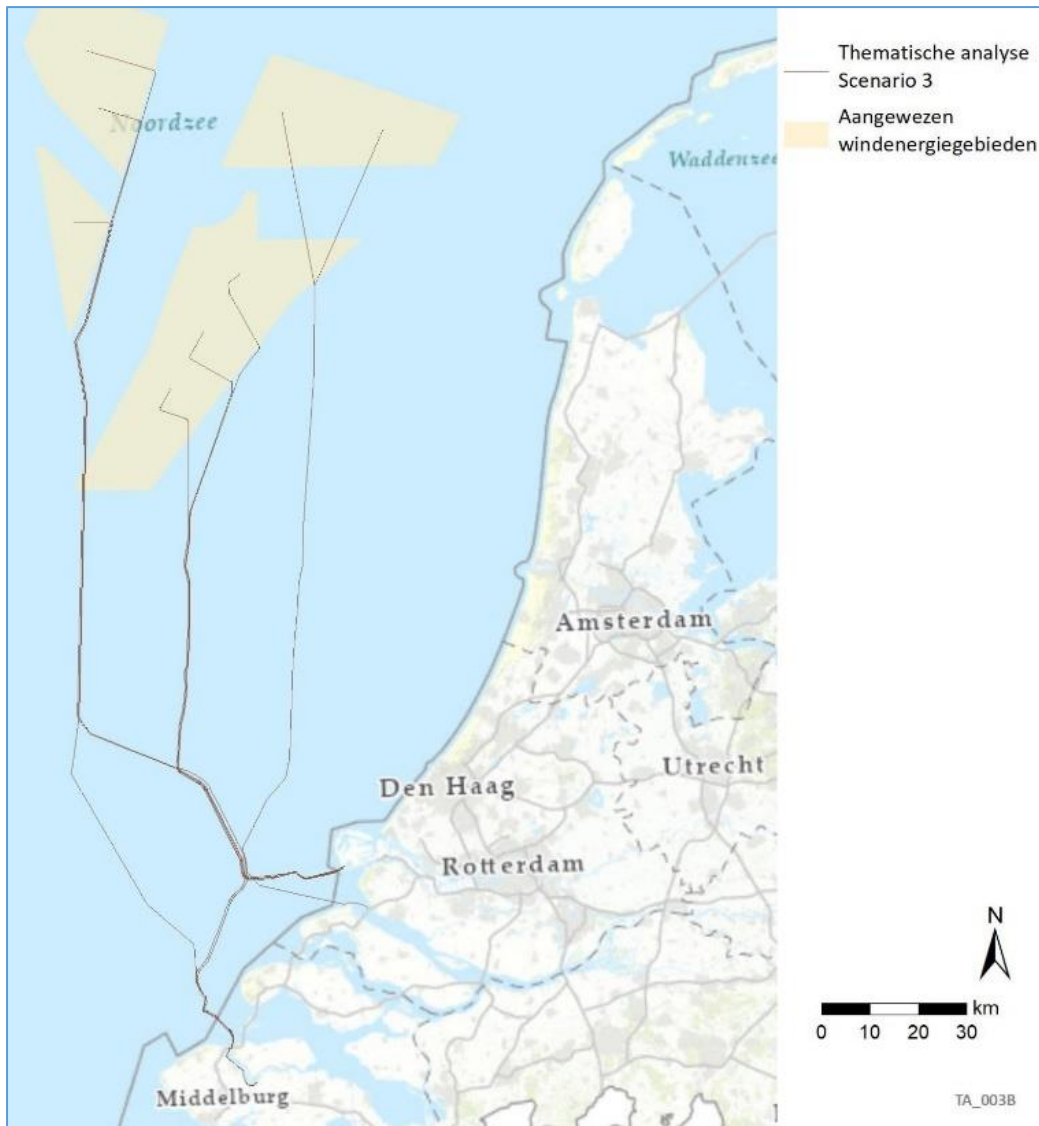 Thematische analyse
Scenario 3
Aangewezen
windenergiegebieden
Noordzee
Waddenzee
Amsterdam
Utrecht
Den Haag
Rotterdam
Middelburg
N
km
0 10 20 30
TA_003B